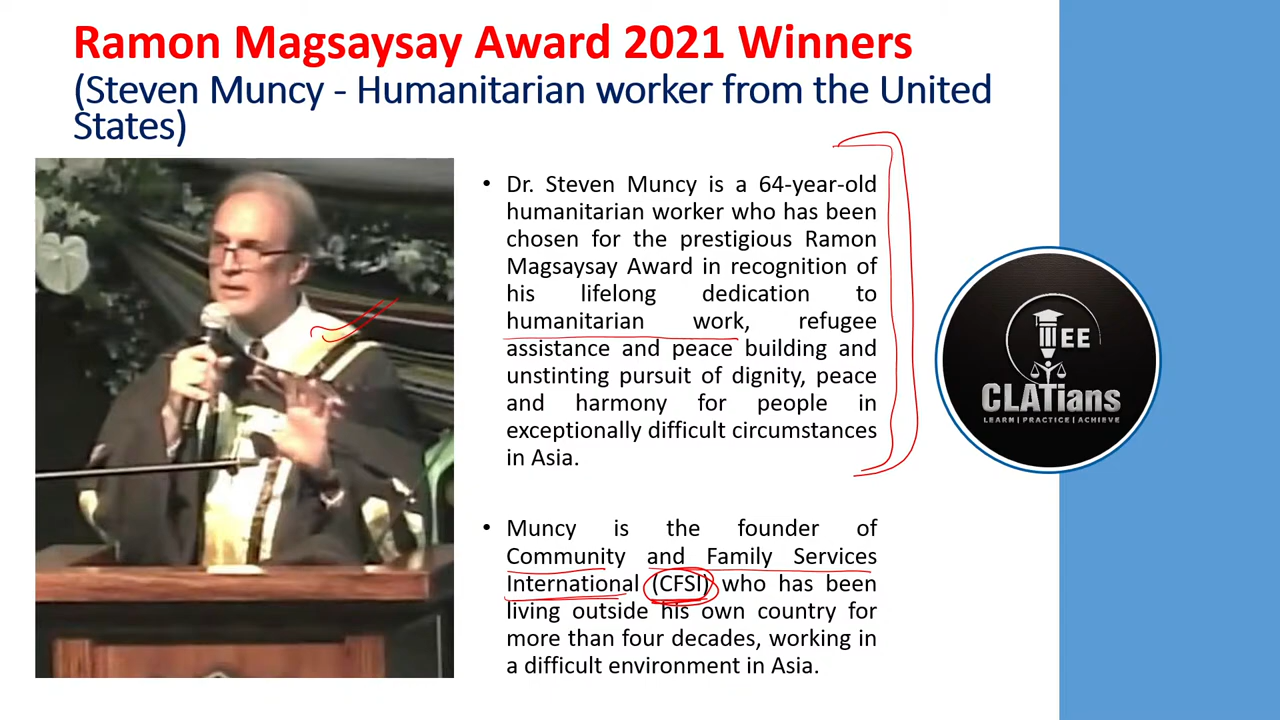 Ramon Magsaysay Award 2021 Winners
(Steven Muncy - Humanitarian worker from the United
States)
• Dr. Steven Muncy is a 64-year-old
humanitarian worker who has been
chosen for the prestigious Ramon
Magsaysay Award in recognition of
his lifelong dedication to
humanitarian work, refugee
assistance and peace building and
unstinting pursuit of dignity, peace
and harmony for people in
exceptionally difficult circumstances
in Asia.
• Muncy is the founder of
Community and Family Services
International (CFSI) who has been
living outside his own country for
more than four decades, working in
a difficult environment in Asia.
EE
CLATians
LEARN | PRACTICE | ACHIEVE